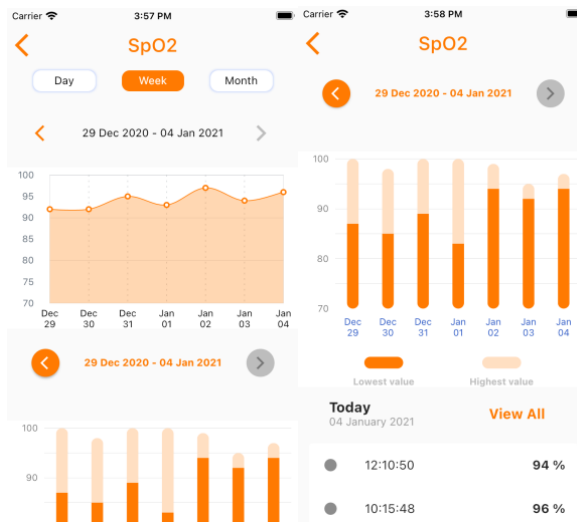 Carrier 3:57 PM
SpO2
Day Week Month
29 Dec 2020 - 04 Jan 2021
100
95
90
85
80
75
70
Dec 29 Dec 30 Dec 31 Jan 01 Jan 02 Jan 03 Jan 04
29 Dec 2020 - 04 Jan 2021
100
90
Carrier 3:58 PM
SpO2
29 Dec 2020 - 04 Jan 2021
100
90
80
70
Dec 29 Dec 30 Dec 31 Jan 01 Jan 02 Jan 03 Jan 04
Lowest value Highest value
Today
04 January 2021
View All
12:10:50 94 %
10:15:48 96 %